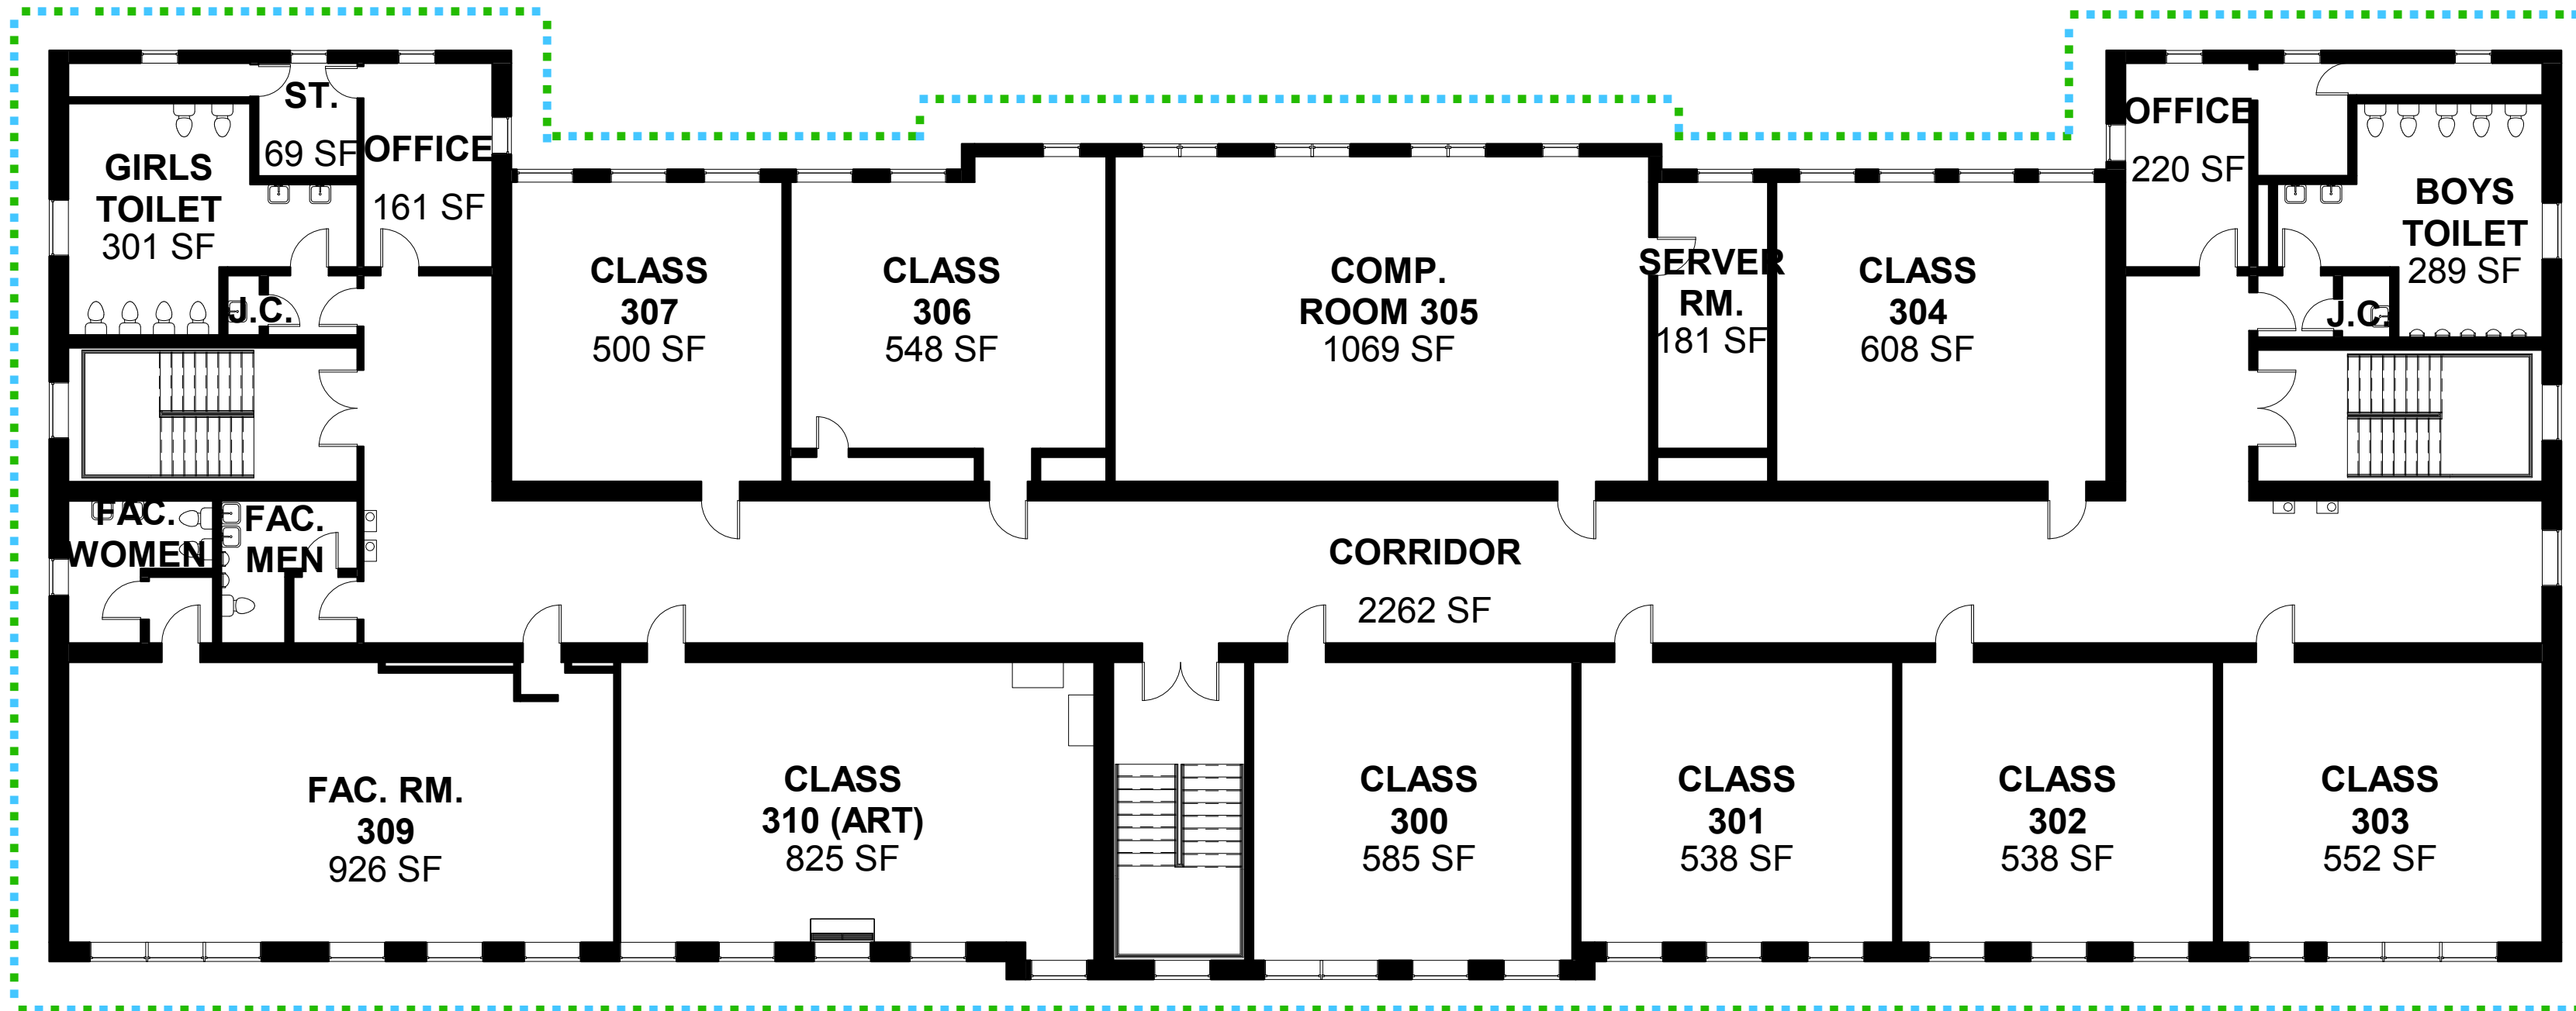 ST.
69 SF
OFFICE
161 SF
GIRLS
TOILET
301 SF
J.C.
CLASS
307
500 SF
CLASS
306
548 SF
COMP.
ROOM 305
1069 SF
SERVER
RM.
181 SF
CLASS
304
608 SF
OFFICE
220 SF
BOYS
TOILET
289 SF
J.C.
FAC.
WOMEN
FAC.
MEN
CORRIDOR
2262 SF
FAC. RM.
309
926 SF
CLASS
310 (ART)
825 SF
CLASS
300
585 SF
CLASS
301
538 SF
CLASS
302
538 SF
CLASS
303
552 SF